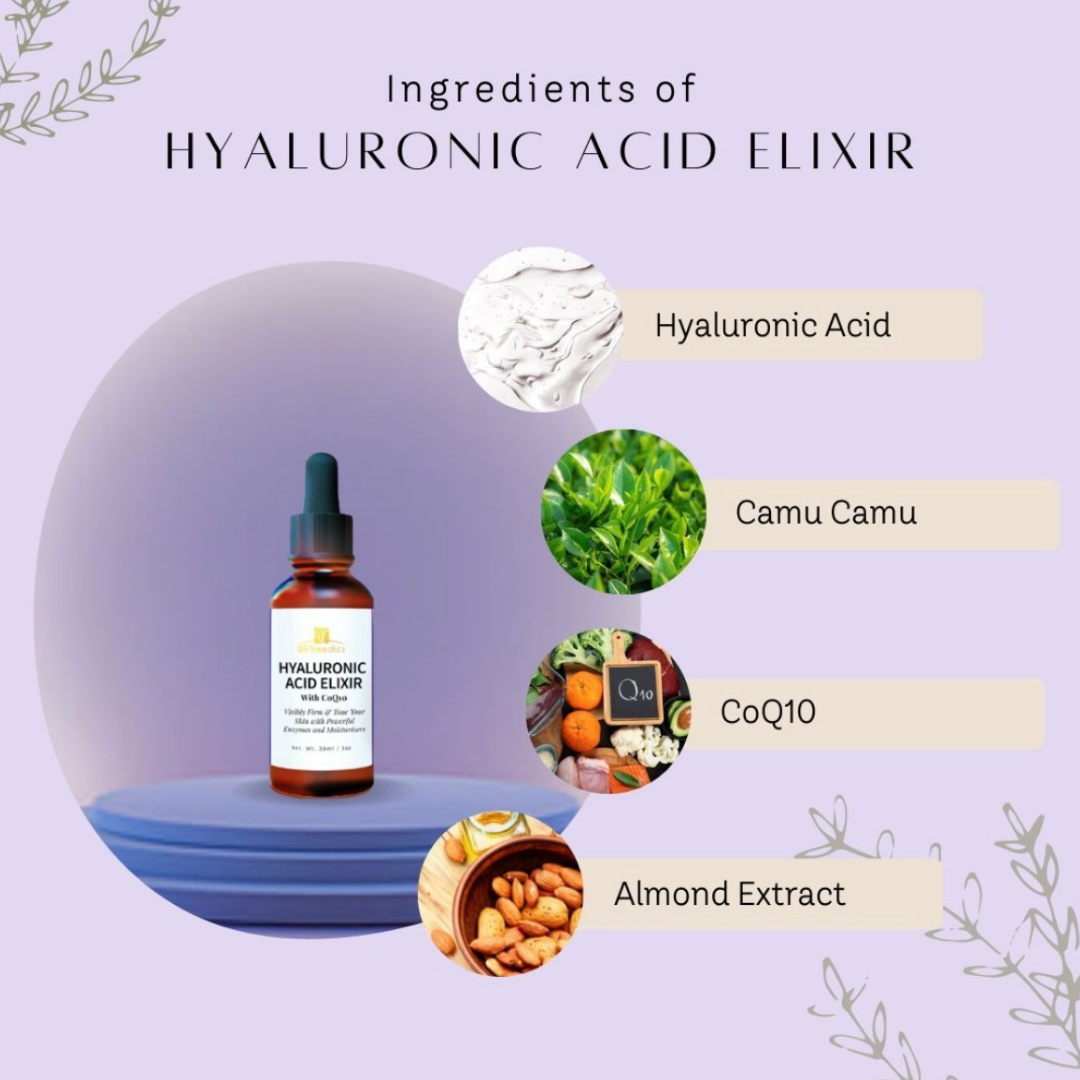 Ingredients of
HYALURONIC ACID ELIXIR
Hyaluronic Acid
Camu Camu
Q10
CoQ10
Almond Extract
HYALURONIC
ACID ELIXIR
With CoQ10
Visibly Firm & Tone Your
Skin with Powerful
Enzymes and Moisturizers